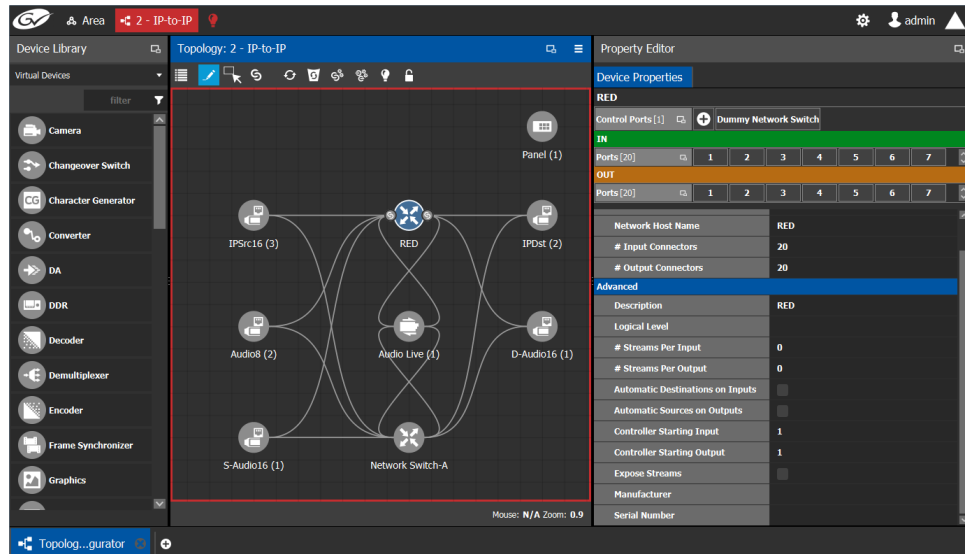 GV Area 2 - IP-to-IP admin
Device Library
Topology: 2 - IP-to-IP
Property Editor
Virtual Devices
filter
Camera
Changeover Switch
CG Character Generator
Converter
DA
DDR
Decoder
Demultiplexer
Encoder
Frame Synchronizer
Graphics
Panel (1)
IPSrc16 (3)
RED
IPDst (2)
Audio8 (2)
Audio Live (1)
D-Audio16 (1)
S-Audio16 (1)
Network Switch-A
Mouse: N/A Zoom: 0.9
Device Properties
RED
Control Ports [1] Dummy Network Switch
IN
Ports [20] 1 2 3 4 5 6 7
OUT
Ports [20] 1 2 3 4 5 6 7
Network Host Name RED
# Input Connectors 20
# Output Connectors 20
Advanced
Description RED
Logical Level
# Streams Per Input 0
# Streams Per Output 0
Automatic Destinations on Inputs
Automatic Sources on Outputs
Controller Starting Input 1
Controller Starting Output 1
Expose Streams
Manufacturer
Serial Number
Topolog...gurator